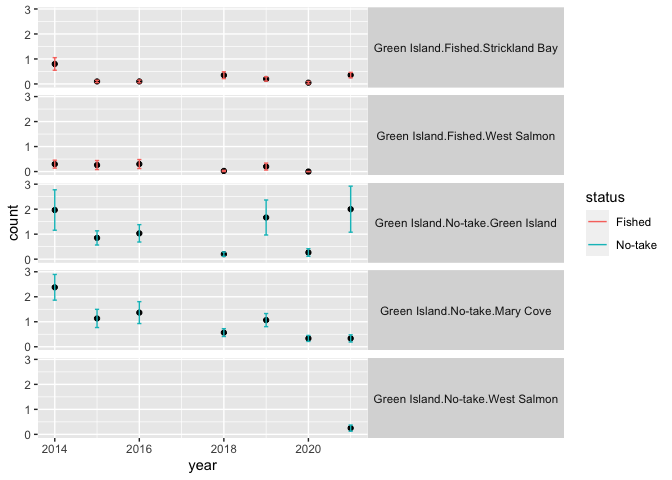 3
2
1
0
Green Island.Fished.Strickland Bay
3
2
1
0
Green Island.Fished.West Salmon
3
2
1
0
Green Island.No-take.Green Island
3
2
1
0
Green Island.No-take.Mary Cove
3
2
1
0
Green Island.No-take.West Salmon
count
2014
2016
2018
2020
year
status
Fished
No-take